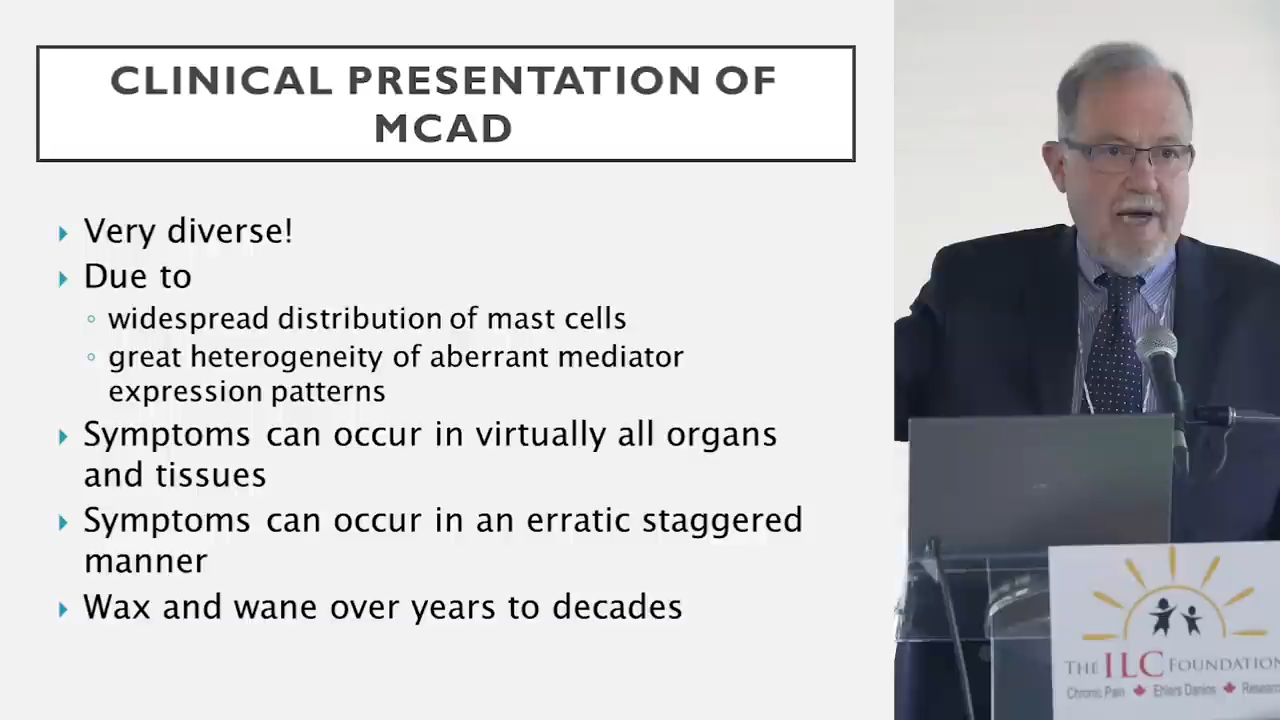 CLINICAL PRESENTATION OF
MCAD
Very diverse!
Due to
widespread distribution of mast cells
great heterogeneity of aberrant mediator
expression patterns
Symptoms can occur in virtually all organs
and tissues
Symptoms can occur in an erratic staggered
manner
Wax and wane over years to decades
THE ILC FOUNDATION
Chronic Pain Ehlers Danlos Researc